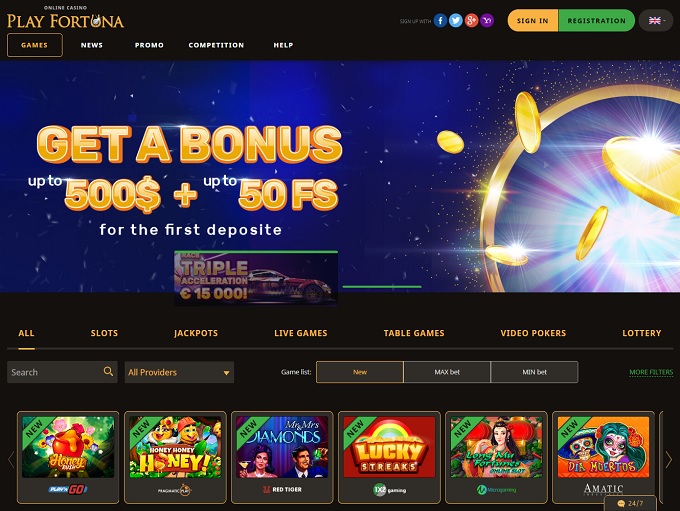 ONLINE CASINO
PLAY FORTUNA
SIGN UP WITH
SIGN IN
REGISTRATION
GAMES
NEWS
PROMO
COMPETITION
HELP
GET A BONUS
up to 500$ + up to 50 FS
for the first deposit
RACE
TRIPLE
ACCELERATION
€ 15 000!
ALL
SLOTS
JACKPOTS
LIVE GAMES
TABLE GAMES
VIDEO POKERS
LOTTERY
Search
All Providers
Game list:
New
MAX bet
MIN bet
MORE FILTERS
NEW
Honey Rush
PLAY'N GO
NEW
HONEY HONEY
HONEY!
PRAGMATIC
NEW
Mr & Mrs
DIAMONDS
RED TIGER
NEW
LUCKY
STREAKS
1X2 gaming
NEW
Long Mu
Fortunes
ONLINE SLOT
Microgaming
NEW
DIA MUERTOS
AMATIC
24/7